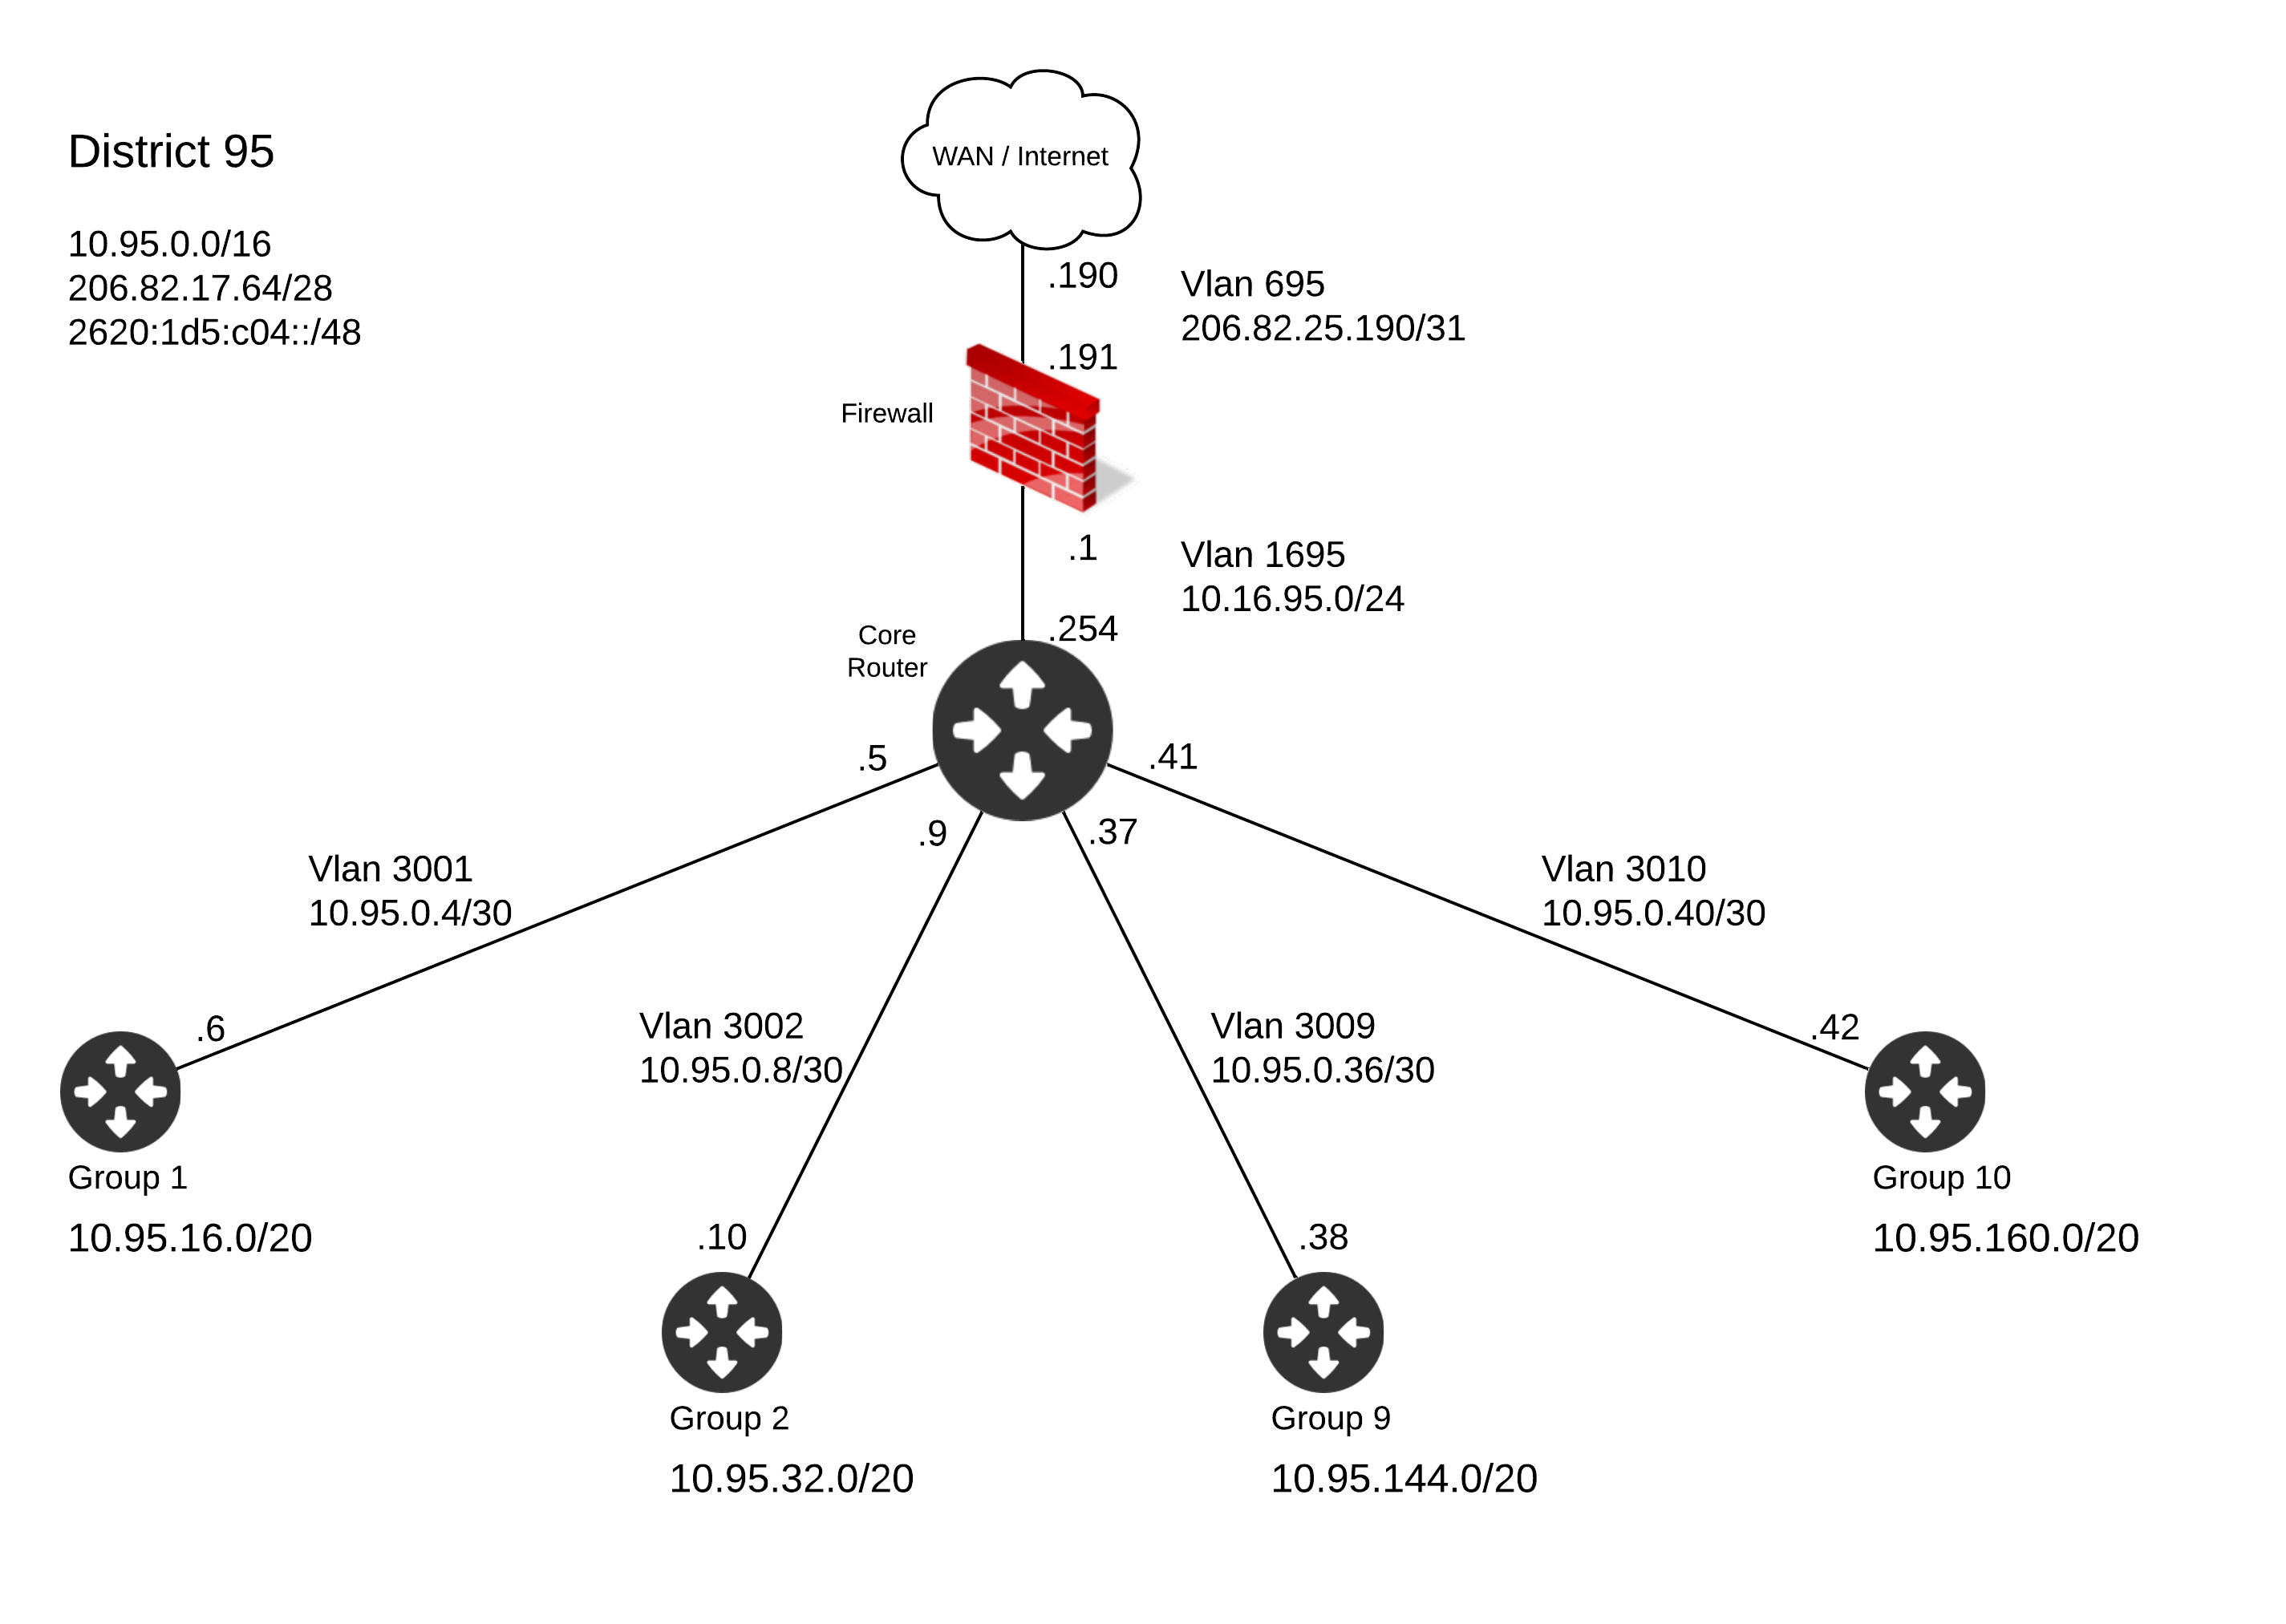 District 95
10.95.0.0/16
206.82.17.64/28
2620:1d5:c04::/48
WAN / Internet
.190
Vlan 695
206.82.25.190/31
.191
Firewall
.1
Vlan 1695
10.16.95.0/24
.254
Core
Router
.5
.41
.9
.37
Vlan 3001
10.95.0.4/30
Vlan 3010
10.95.0.40/30
.6
Vlan 3002
10.95.0.8/30
Vlan 3009
10.95.0.36/30
.42
Group 1
10.95.16.0/20
Group 10
10.95.160.0/20
.10
.38
Group 2
10.95.32.0/20
Group 9
10.95.144.0/20